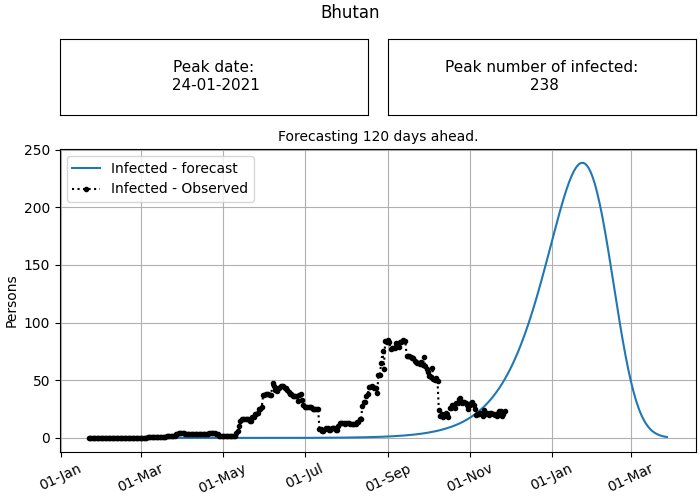 Bhutan
Peak date:
24-01-2021
Peak number of infected:
238
Forecasting 120 days ahead.
Infected - forecast
Infected - Observed
Persons
250
200
150
100
50
0
01-Jan
01-Mar
01-May
01-Jul
01-Sep
01-Nov
01-Jan
01-Mar